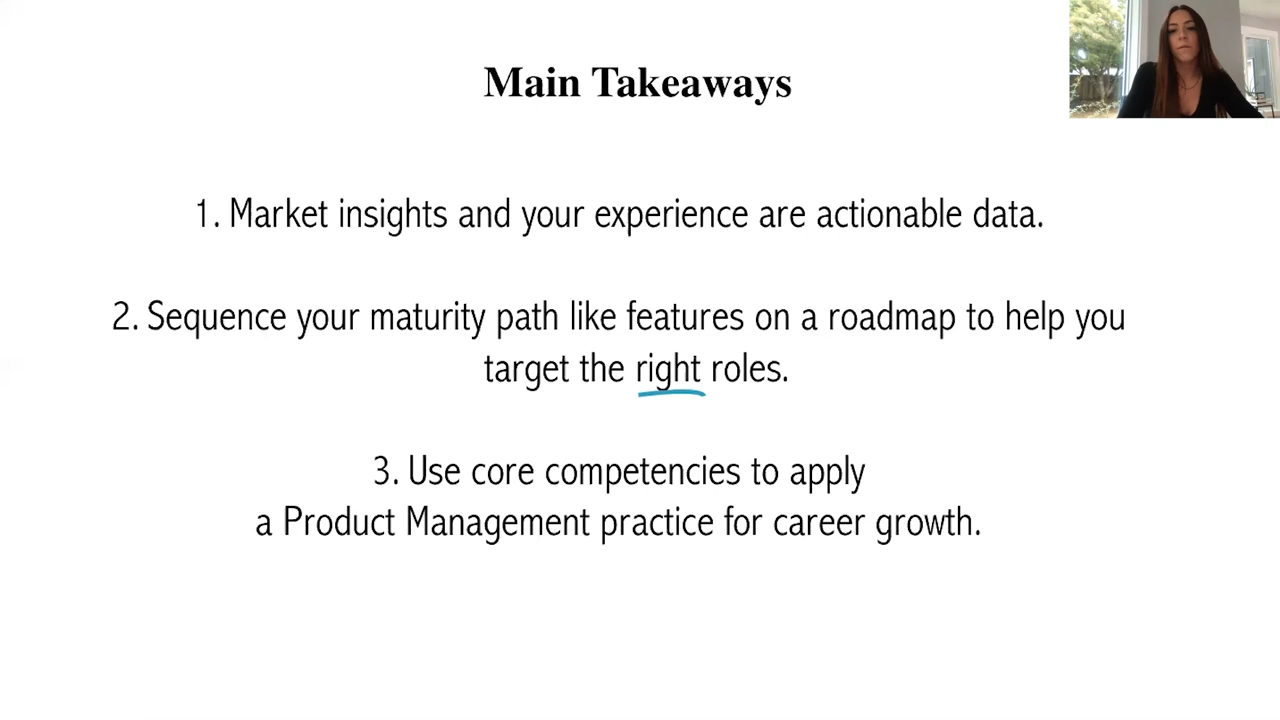 Main Takeaways
1. Market insights and your experience are actionable data.
2. Sequence your maturity path like features on a roadmap to help you
target the right roles.
3. Use core competencies to apply
a Product Management practice for career growth.